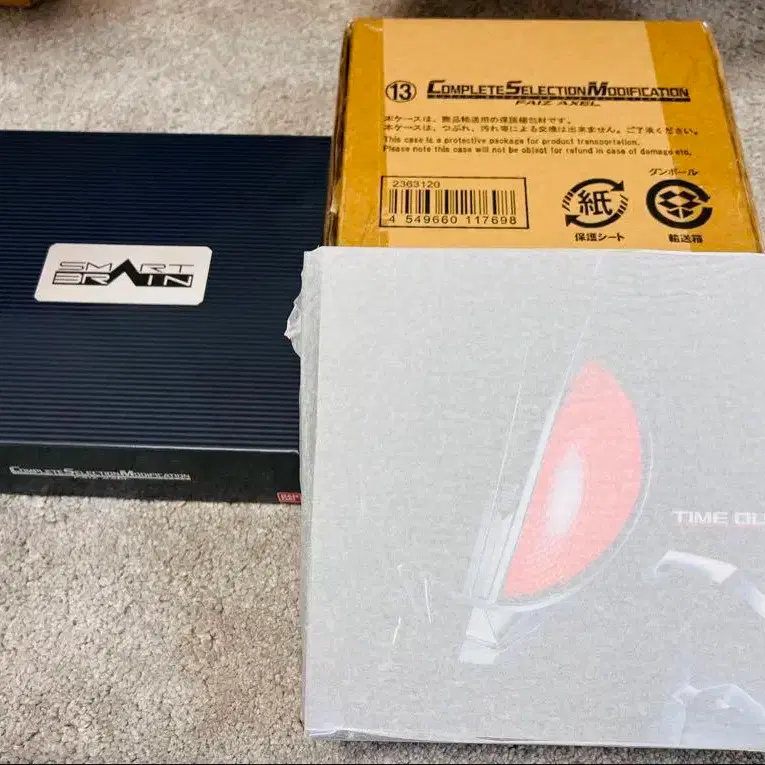 SMART
BRAIN
COMPLETE SELECTION MODIFICATION
⑬ COMPLETE SELECTION MODIFICATION
FAIZ AXEL
本ケースは、商品輸送用の保護梱包材です。
本ケースは、つぶれ、汚れ等による交換は出来ません。ご了承ください。
This case is a protective package for product transportation.
Please note this case will not be object for refund in case of damage etc.
2363120
4 549660 117698
紙
保護シート
ダンボール
輸送箱
TIME